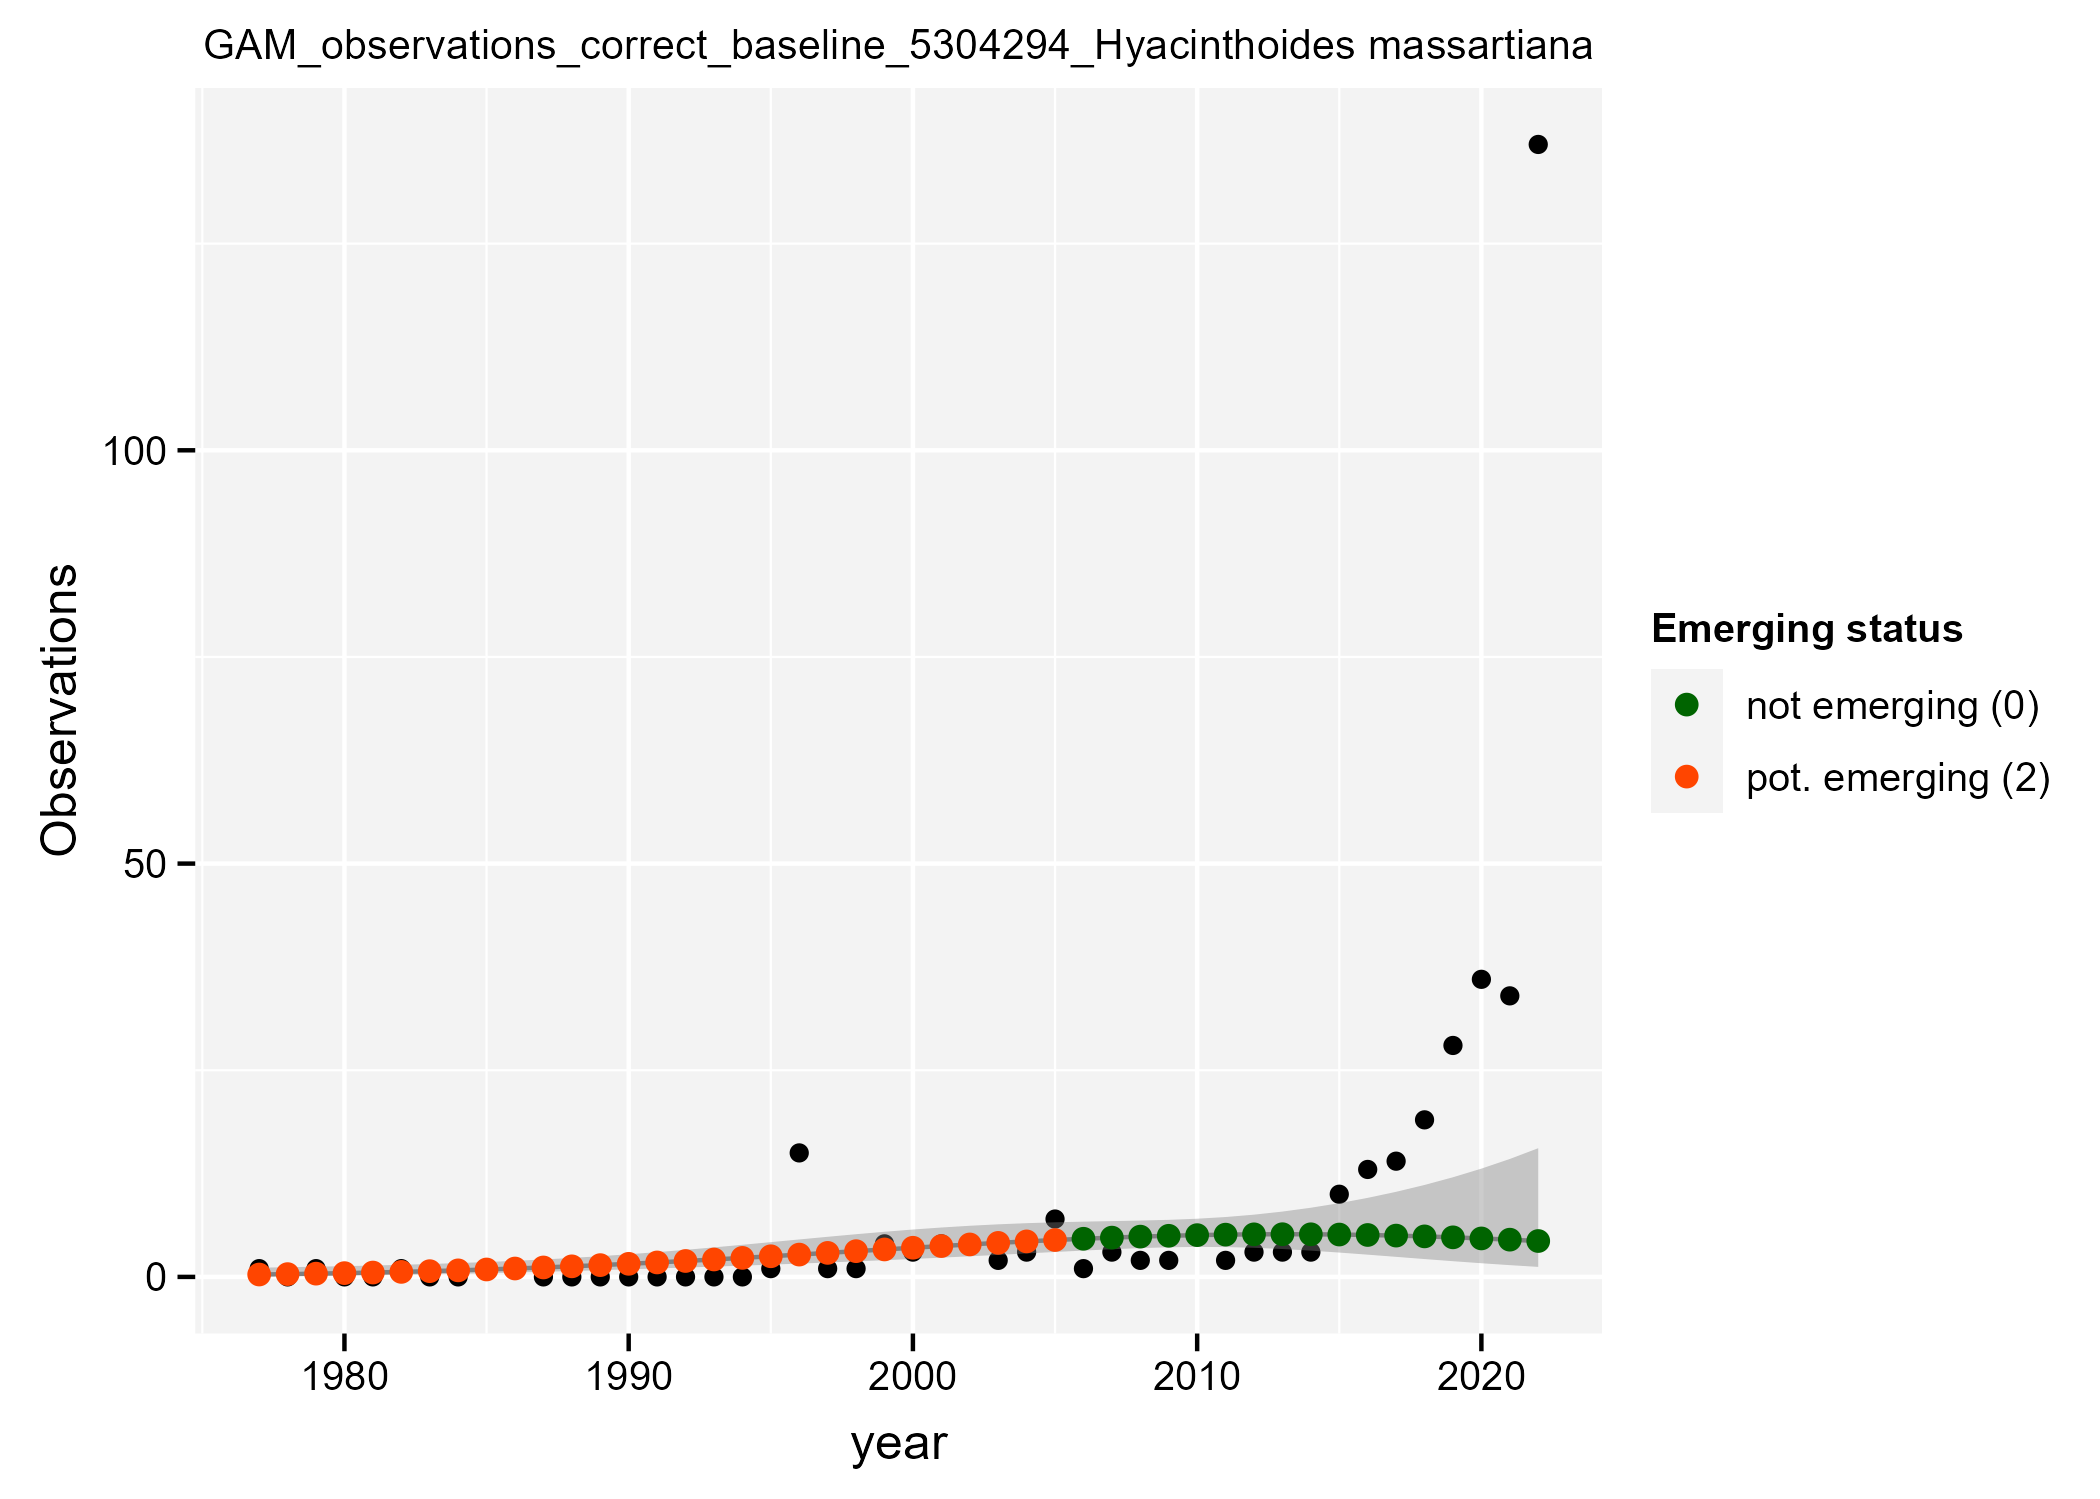 GAM_observations_correct_baseline_5304294_Hyacinthoides massartiana
Observations
100
50
0
1980
1990
2000
2010
2020
year
Emerging status
not emerging (0)
pot. emerging (2)